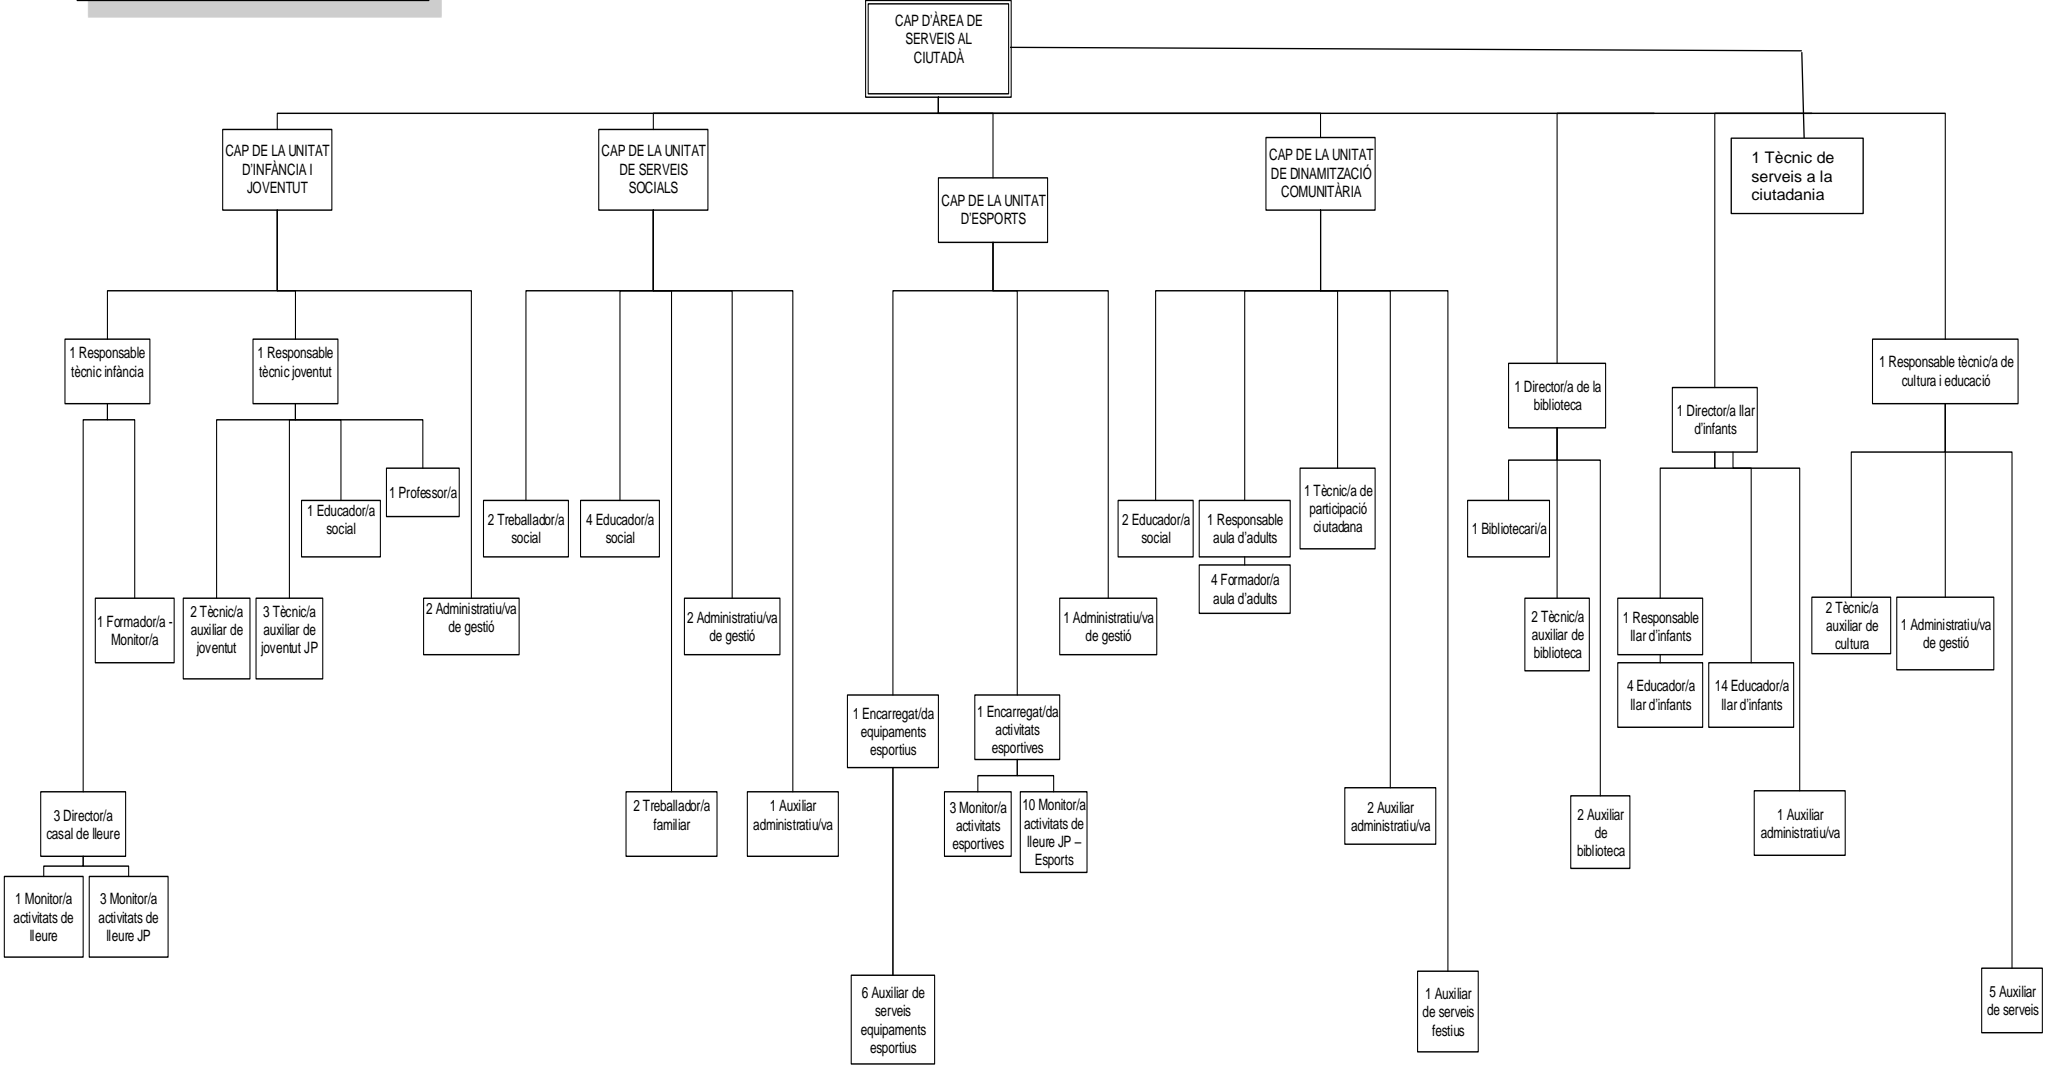 CAP D'ÀREA DE
SERVEIS AL
CIUTADÀ
CAP DE LA UNITAT
D'INFÀNCIA I
JOVENTUT
CAP DE LA UNITAT
DE SERVEIS
SOCIALS
CAP DE LA UNITAT
D'ESPORTS
CAP DE LA UNITAT
DE DINAMITZACIÓ
COMUNITÀRIA
1 Tècnic de
serveis a la
ciutadania
1 Responsable
tècnic infància
1 Responsable
tècnic joventut
1 Director/a de la
biblioteca
1 Director/a llar
d'infants
1 Responsable tècnic/a de
cultura i educació
1 Professor/a
1 Educador/a
social
2 Treballador/a
social
4 Educador/a
social
2 Educador/a
social
1 Responsable
aula d'adults
4 Formador/a
aula d'adults
1 Tècnic/a de
participació
ciutadana
1 Bibliotecari/a
1 Formador/a -
Monitor/a
2 Tècnic/a
auxiliar de
joventut
3 Tècnic/a
auxiliar de
joventut JP
2 Administratiu/va
de gestió
2 Administratiu/va
de gestió
1 Administratiu/va
de gestió
2 Tècnic/a
auxiliar de
biblioteca
1 Responsable
llar d'infants
4 Educador/a
llar d'infants
14 Educador/a
llar d'infants
2 Tècnic/a
auxiliar de
cultura
1 Administratiu/va
de gestió
1 Encarregat/da
equipaments
esportius
1 Encarregat/da
activitats
esportives
3 Director/a
casal de lleure
2 Treballador/a
familiar
1 Auxiliar
administratiu/va
3 Monitor/a
activitats
esportives
10 Monitor/a
activitats de
lleure JP –
Esports
2 Auxiliar
administratiu/va
2 Auxiliar
de
biblioteca
1 Auxiliar
administratiu/va
1 Monitor/a
activitats de
lleure
3 Monitor/a
activitats de
lleure JP
6 Auxiliar de
serveis
equipaments
esportius
1 Auxiliar
de serveis
festius
5 Auxiliar
de serveis